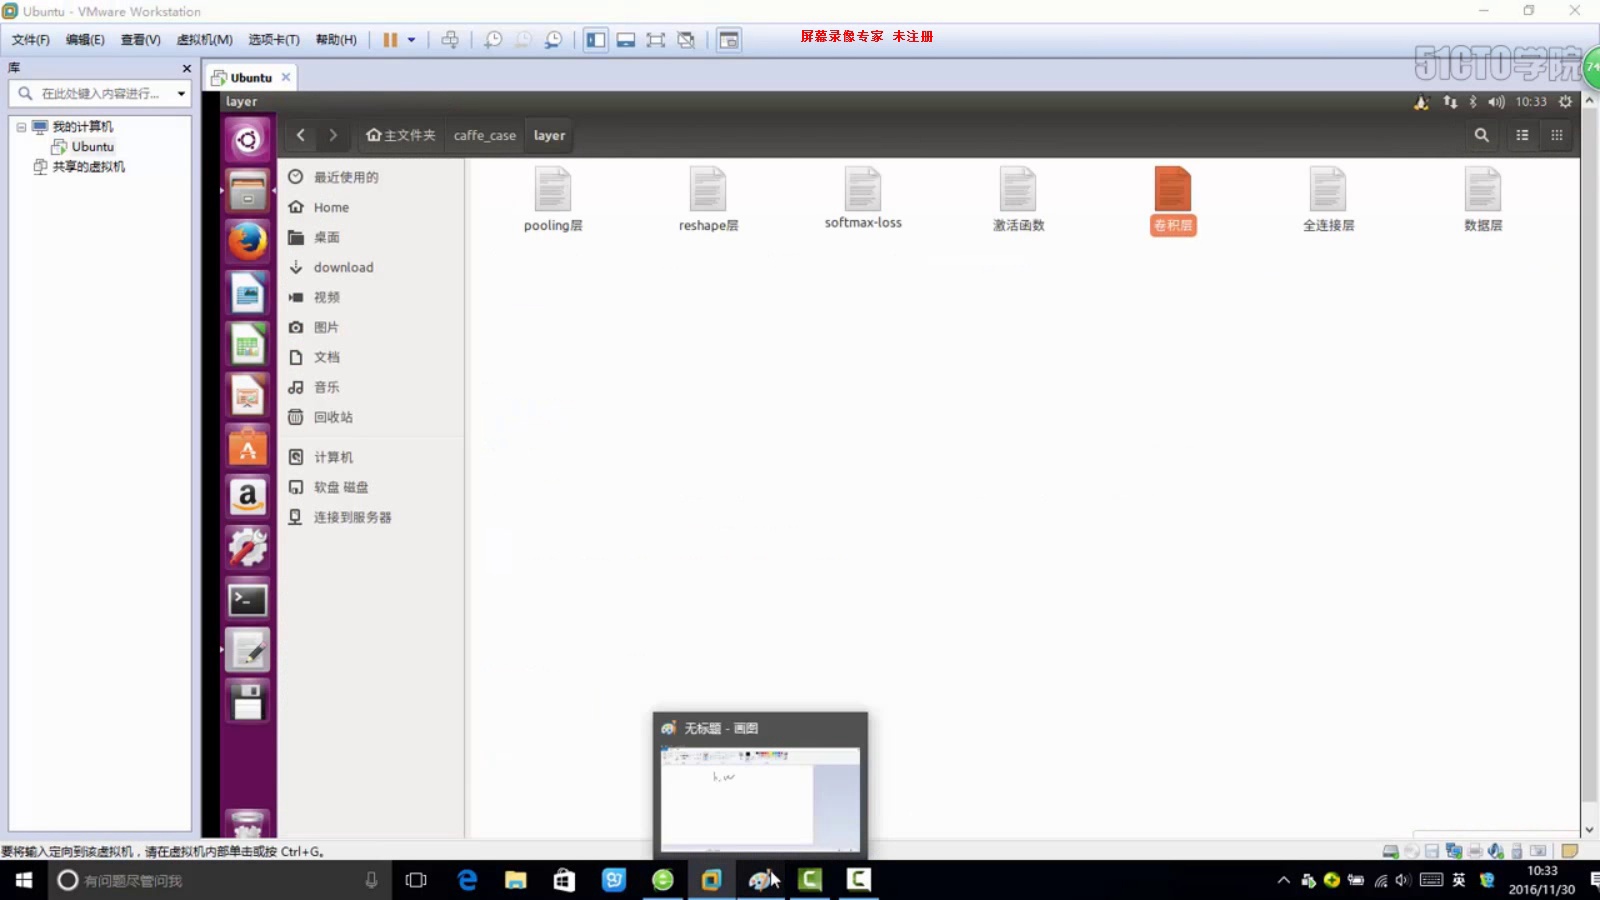 Ubuntu - VMware Workstation
文件(F) 编辑(E) 查看(V) 虚拟机(M) 选项卡(T) 帮助(H)
屏幕录像专家 未注册
51CTO学院
74
库
Ubuntu
在此处键入内容进行...
我的计算机
Ubuntu
共享的虚拟机
layer
10:33
主文件夹 caffe_case layer
最近使用的
Home
桌面
download
视频
图片
文档
音乐
回收站
计算机
软盘 磁盘
连接到服务器
pooling层 reshape层 softmax-loss 激活函数 卷积层 全连接层 数据层
无标题 - 画图
h,w
要将输入定向到该虚拟机，请在虚拟机内部单击或按 Ctrl+G。
有问题尽管问我
英
10:33
2016/11/30